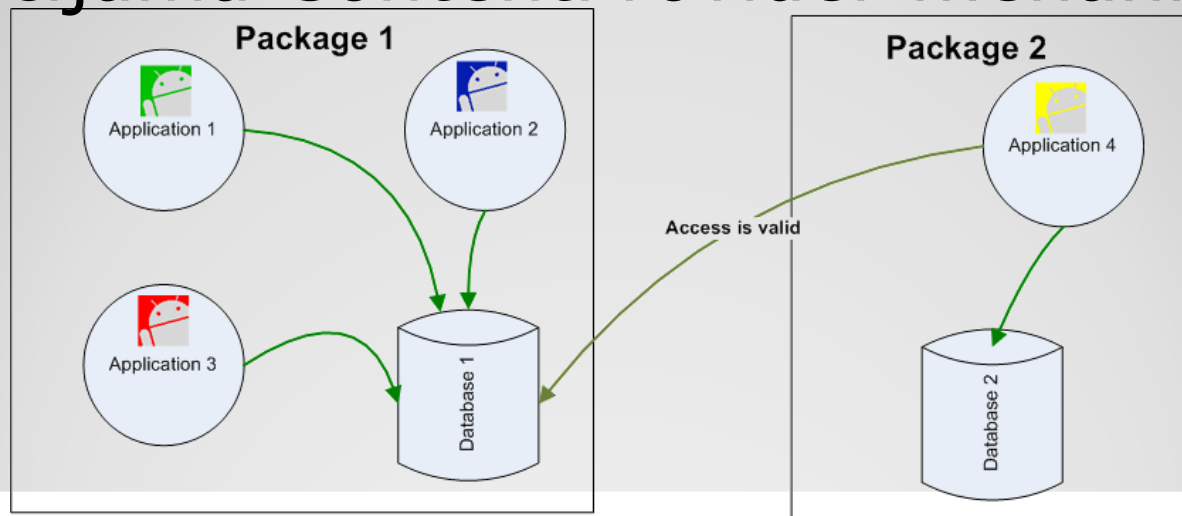 Package 1
Package 2
Application 1
Application 2
Application 4
Access is valid
Application 3
Database 1
Database 2